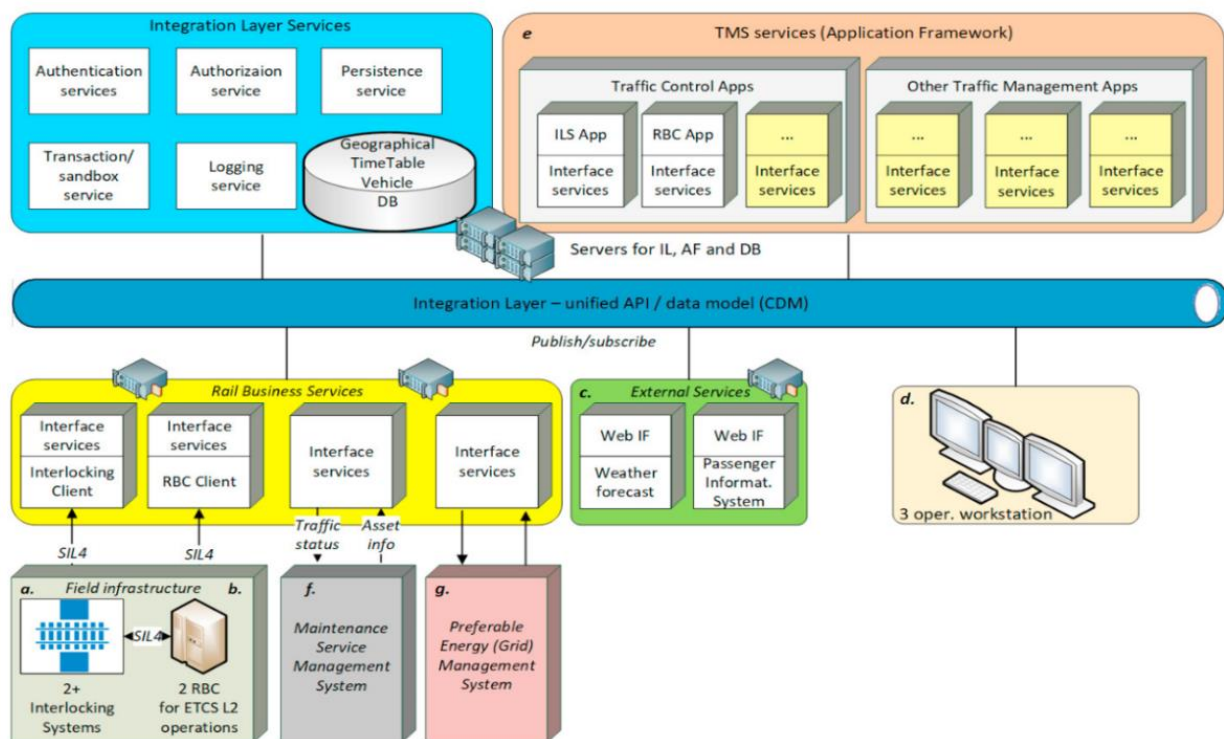 Integration Layer Services
Authentication
services
Authorizaion
service
Persistence
service
Transaction/
sandbox
service
Logging
service
Geographical
TimeTable
Vehicle
DB
e
TMS services (Application Framework)
Traffic Control Apps
ILS App
Interface
services
RBC App
Interface
services
...
Interface
services
Other Traffic Management Apps
...
Interface
services
...
Interface
services
...
Interface
services
Servers for IL, AF and DB
Integration Layer – unified API / data model (CDM)
Publish/subscribe
Rail Business Services
Interface
services
Interlocking
Client
Interface
services
RBC Client
Interface
services
Interface
services
c.
External Services
Web IF
Weather
forecast
Web IF
Passenger
Informat.
System
d.
3 oper. workstation
SIL4
SIL4
Traffic
status
Asset
info
a.
Field infrastructure
b.
SIL4
2+
Interlocking
Systems
2 RBC
for ETCS L2
operations
f.
Maintenance
Service
Management
System
g.
Preferable
Energy (Grid)
Management
System